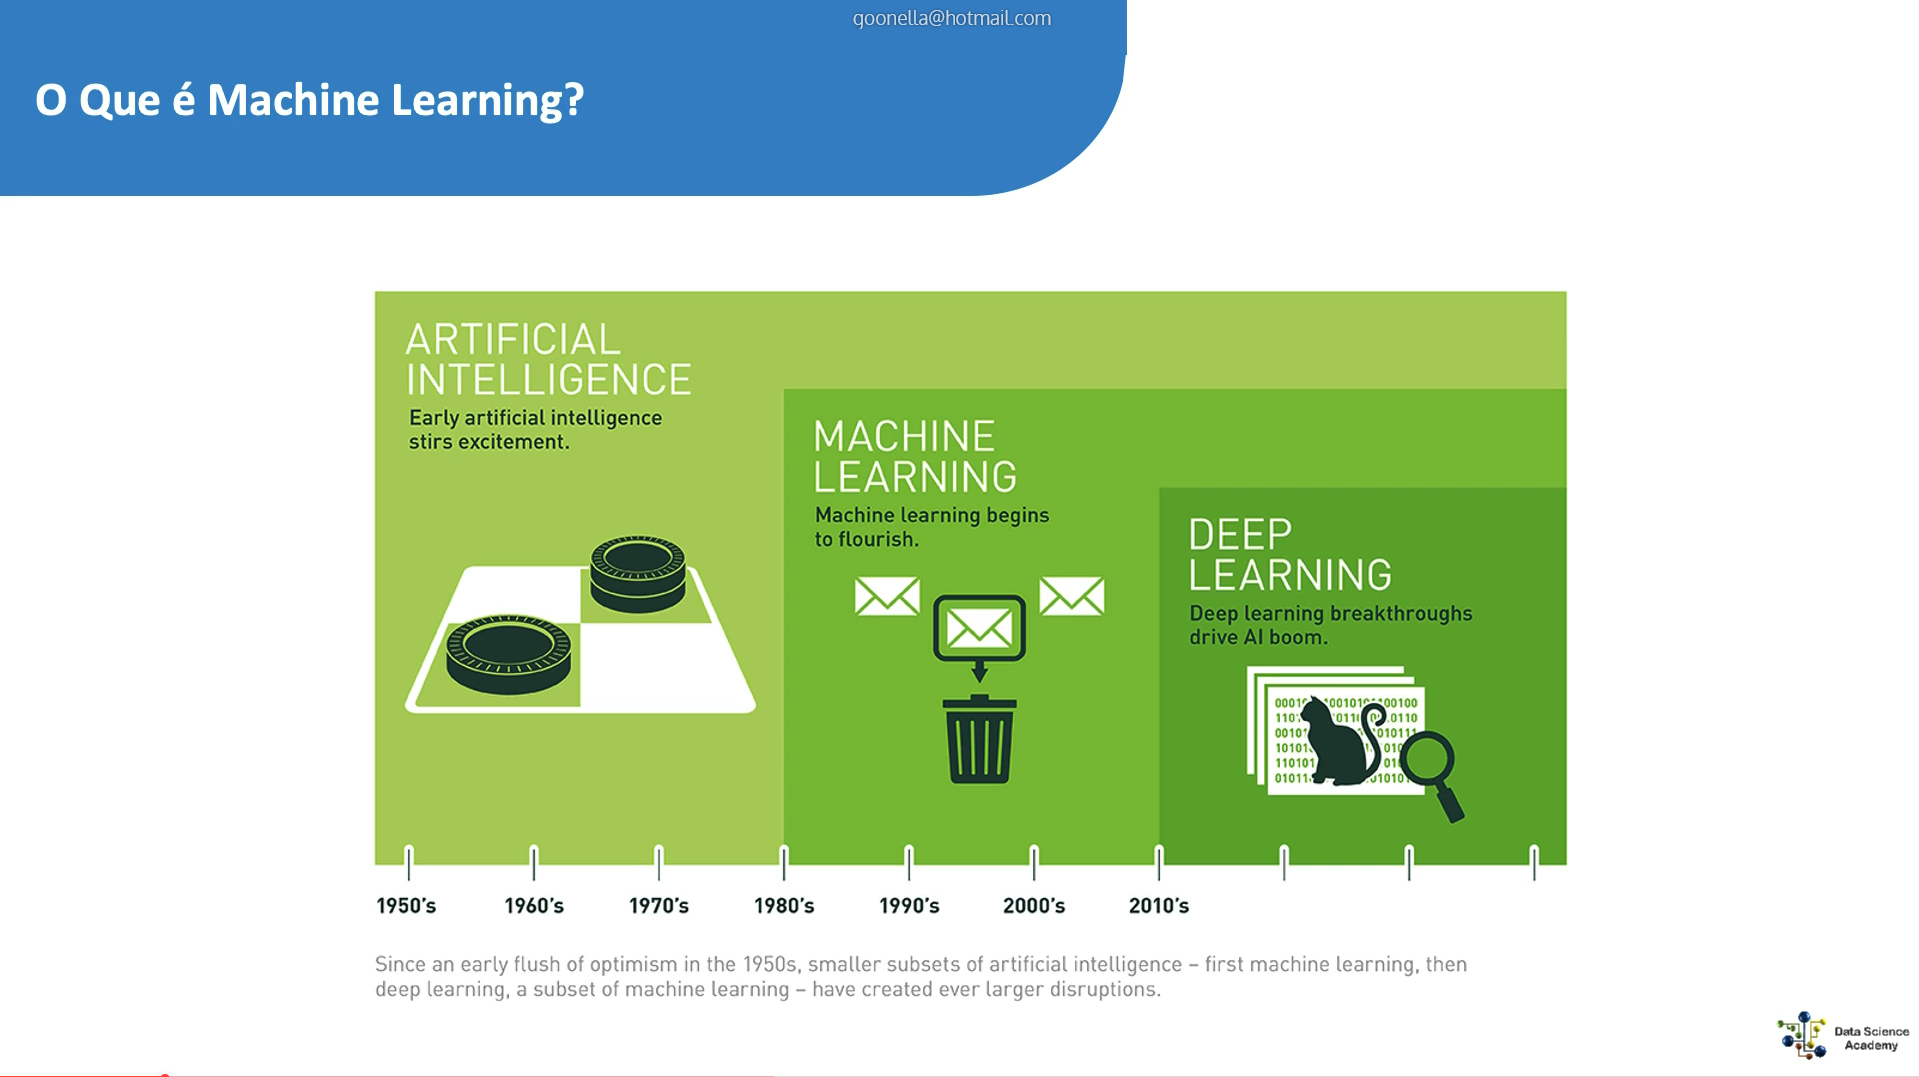 goonella@hotmail.com
O Que é Machine Learning?
ARTIFICIAL
INTELLIGENCE
Early artificial intelligence
stirs excitement.
MACHINE
LEARNING
Machine learning begins
to flourish.
DEEP
LEARNING
Deep learning breakthroughs
drive AI boom.
1950's
1960's
1970's
1980's
1990's
2000's
2010's
Since an early flush of optimism in the 1950s, smaller subsets of artificial intelligence – first machine learning, then
deep learning, a subset of machine learning – have created ever larger disruptions.
Data Science
Academy